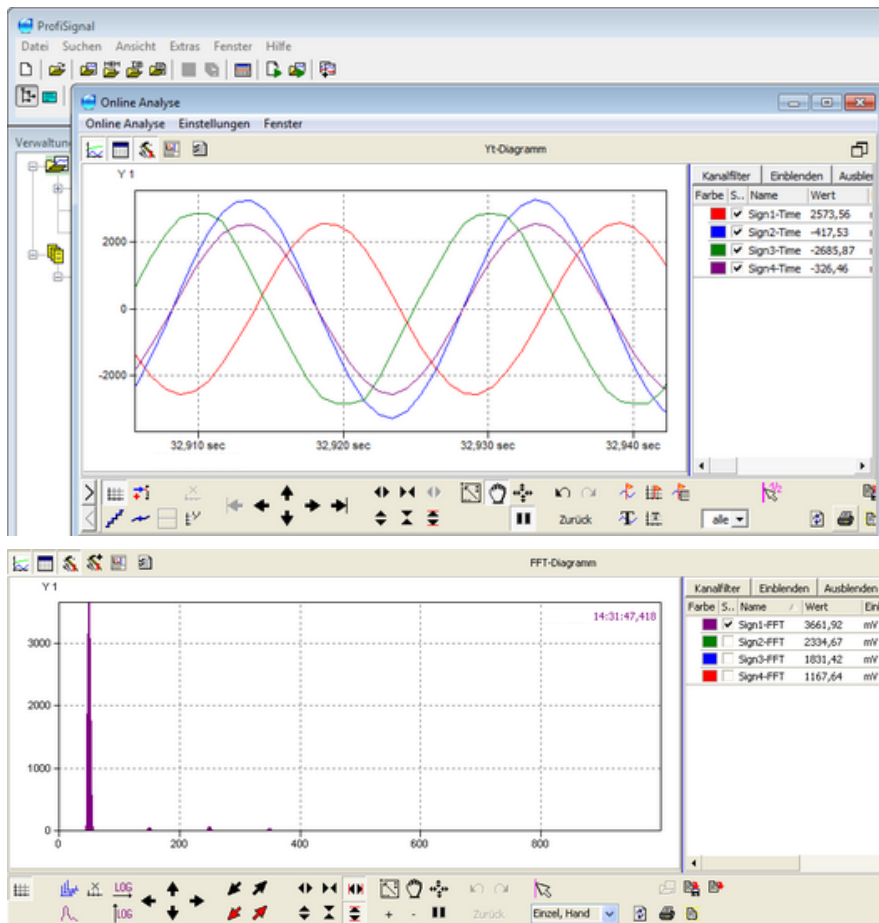 ProfiSignal
Datei Suchen Ansicht Extras Fenster Hilfe
Online Analyse
Online Analyse Einstellungen Fenster
Verwaltun
Yt-Diagramm
Y 1
2000
0
-2000
32,910 sec 32,920 sec 32,930 sec 32,940 sec
Kanalfilter Einblenden Ausblen
Farbe S.. Name Wert
Sign1-Time 2573,56
Sign2-Time -417,53
Sign3-Time -2685,87
Sign4-Time -326,46
Zurück alle
FFT-Diagramm
Y 1
14:31:47,418
3000
2000
1000
0
0 200 400 600 800
Kanalfilter Einblenden Ausblenden
Farbe S.. Name / Wert Ein
Sign1-FFT 3661,92 mV
Sign2-FFT 2334,67 mV
Sign3-FFT 1831,42 mV
Sign4-FFT 1167,64 mV
LOG
LOG
Zurück Einzel, Hand